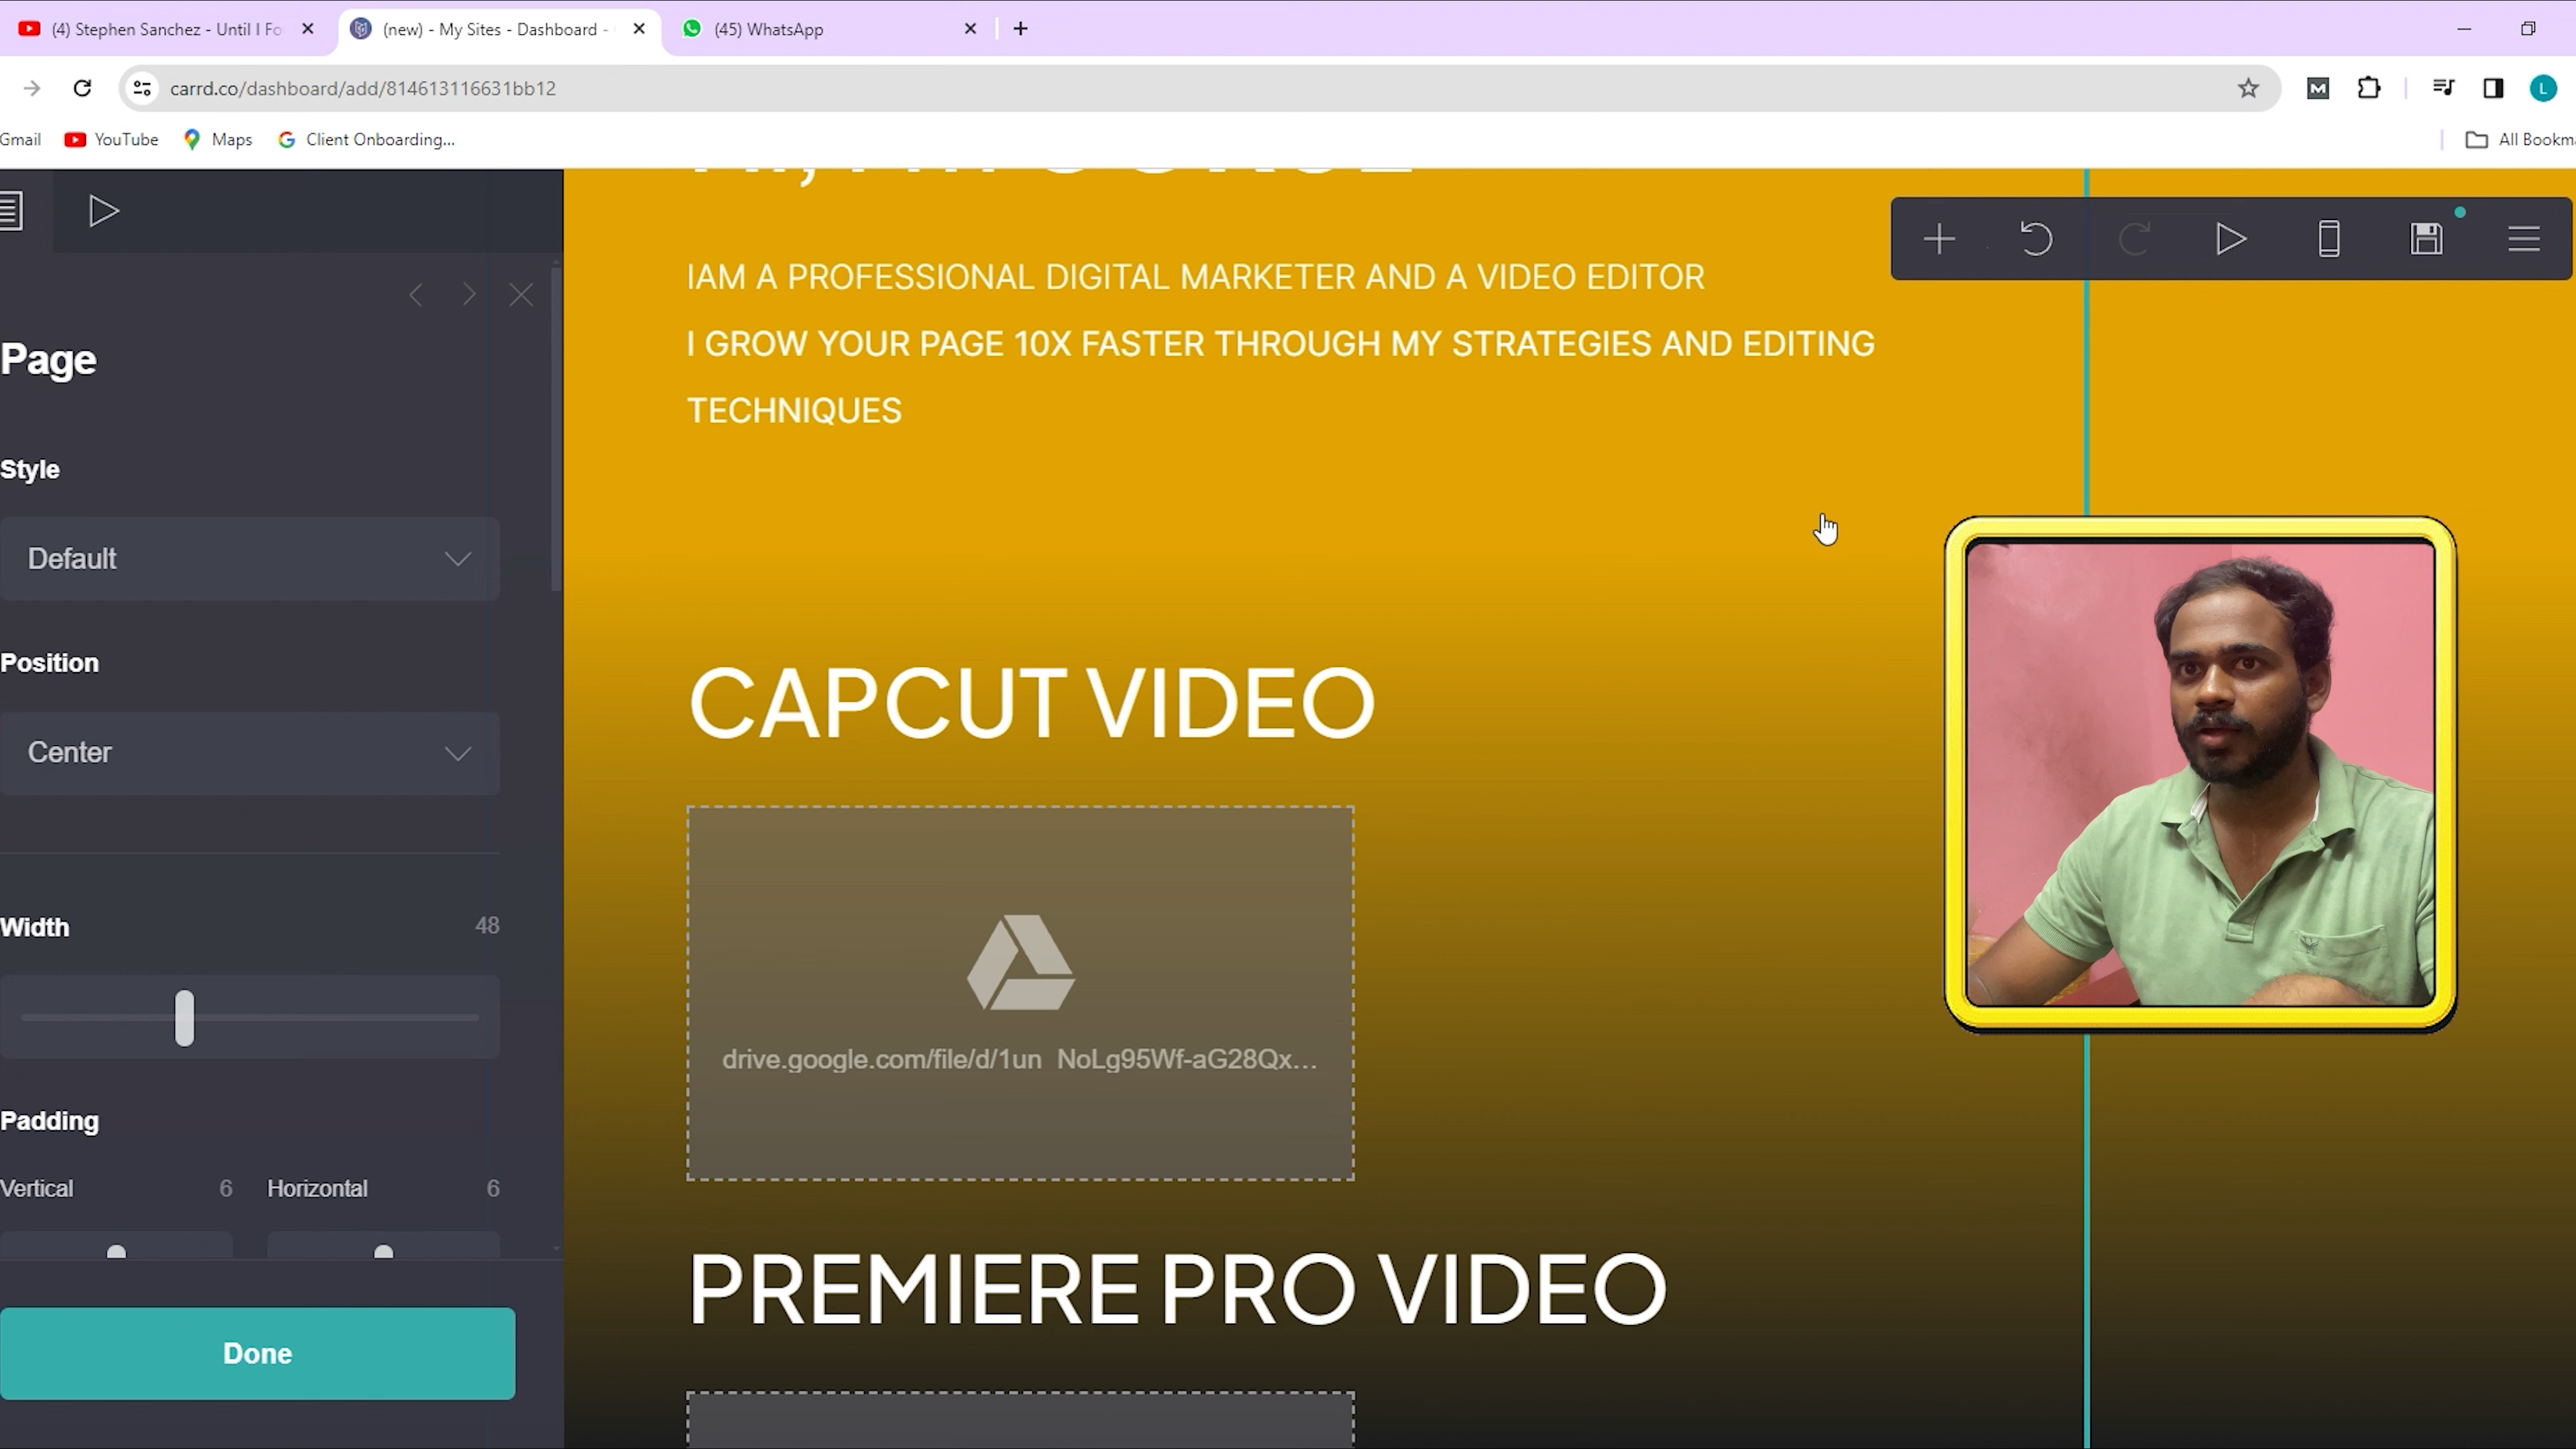 (4) Stephen Sanchez - Until I Fo
(new) - My Sites - Dashboard -
(45) WhatsApp
carrd.co/dashboard/add/814613116631bb12
M
L
Gmail
YouTube
Maps
Client Onboarding...
All Bookm
Page
Style
Default
Position
Center
Width
48
Padding
Vertical
6
Horizontal
6
Done
IAM A PROFESSIONAL DIGITAL MARKETER AND A VIDEO EDITOR
I GROW YOUR PAGE 10X FASTER THROUGH MY STRATEGIES AND EDITING
TECHNIQUES
CAPCUT VIDEO
drive.google.com/file/d/1un_NoLg95Wf-aG28Qx...
PREMIERE PRO VIDEO